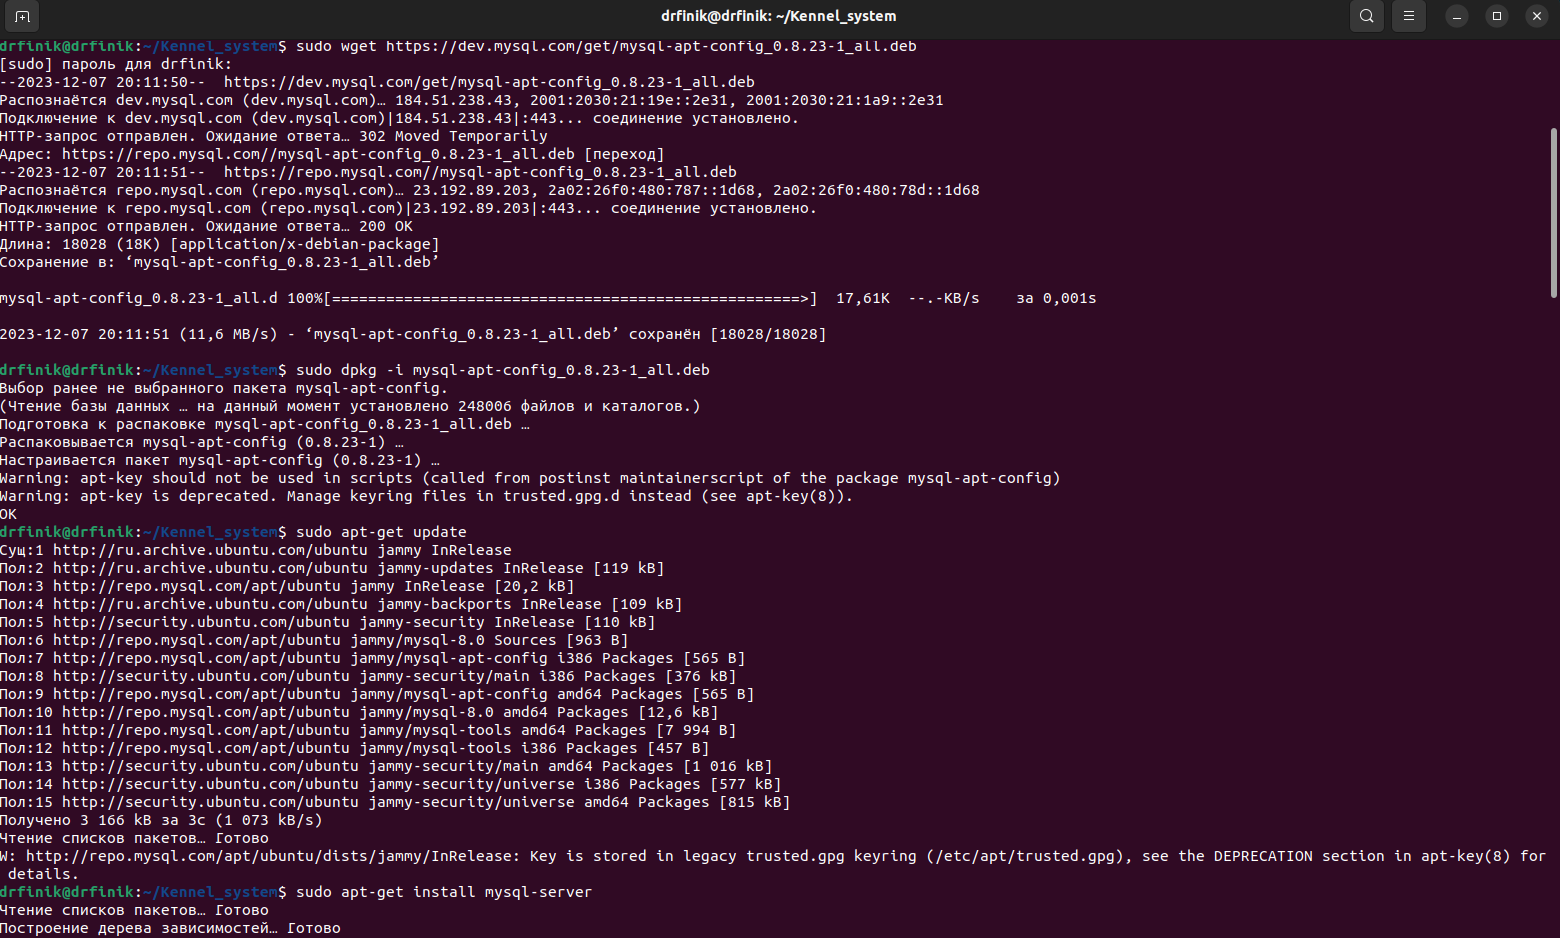 drfinik@drfinik: ~/Kennel_system
drfinik@drfinik:~/Kennel_system$ sudo wget https://dev.mysql.com/get/mysql-apt-config_0.8.23-1_all.deb
[sudo] пароль для drfinik:
--2023-12-07 20:11:50--  https://dev.mysql.com/get/mysql-apt-config_0.8.23-1_all.deb
Распознаётся dev.mysql.com (dev.mysql.com)… 184.51.238.43, 2001:2030:21:19e::2e31, 2001:2030:21:1a9::2e31
Подключение к dev.mysql.com (dev.mysql.com)|184.51.238.43|:443... соединение установлено.
HTTP-запрос отправлен. Ожидание ответа… 302 Moved Temporarily
Адрес: https://repo.mysql.com//mysql-apt-config_0.8.23-1_all.deb [переход]
--2023-12-07 20:11:51--  https://repo.mysql.com//mysql-apt-config_0.8.23-1_all.deb
Распознаётся repo.mysql.com (repo.mysql.com)… 23.192.89.203, 2a02:26f0:480:787::1d68, 2a02:26f0:480:78d::1d68
Подключение к repo.mysql.com (repo.mysql.com)|23.192.89.203|:443... соединение установлено.
HTTP-запрос отправлен. Ожидание ответа… 200 OK
Длина: 18028 (18K) [application/x-debian-package]
Сохранение в: ‘mysql-apt-config_0.8.23-1_all.deb’
mysql-apt-config_0.8.23-1_all.d 100%[====================================================>]  17,61K  --.-KB/s    за 0,001s
2023-12-07 20:11:51 (11,6 MB/s) - ‘mysql-apt-config_0.8.23-1_all.deb’ сохранён [18028/18028]
drfinik@drfinik:~/Kennel_system$ sudo dpkg -i mysql-apt-config_0.8.23-1_all.deb
Выбор ранее не выбранного пакета mysql-apt-config.
(Чтение базы данных … на данный момент установлено 248006 файлов и каталогов.)
Подготовка к распаковке mysql-apt-config_0.8.23-1_all.deb …
Распаковывается mysql-apt-config (0.8.23-1) …
Настраивается пакет mysql-apt-config (0.8.23-1) …
Warning: apt-key should not be used in scripts (called from postinst maintainerscript of the package mysql-apt-config)
Warning: apt-key is deprecated. Manage keyring files in trusted.gpg.d instead (see apt-key(8)).
OK
drfinik@drfinik:~/Kennel_system$ sudo apt-get update
Сущ:1 http://ru.archive.ubuntu.com/ubuntu jammy InRelease
Пол:2 http://ru.archive.ubuntu.com/ubuntu jammy-updates InRelease [119 kB]
Пол:3 http://repo.mysql.com/apt/ubuntu jammy InRelease [20,2 kB]
Пол:4 http://ru.archive.ubuntu.com/ubuntu jammy-backports InRelease [109 kB]
Пол:5 http://security.ubuntu.com/ubuntu jammy-security InRelease [110 kB]
Пол:6 http://repo.mysql.com/apt/ubuntu jammy/mysql-8.0 Sources [963 B]
Пол:7 http://repo.mysql.com/apt/ubuntu jammy/mysql-apt-config i386 Packages [565 B]
Пол:8 http://security.ubuntu.com/ubuntu jammy-security/main i386 Packages [376 kB]
Пол:9 http://repo.mysql.com/apt/ubuntu jammy/mysql-apt-config amd64 Packages [565 B]
Пол:10 http://repo.mysql.com/apt/ubuntu jammy/mysql-8.0 amd64 Packages [12,6 kB]
Пол:11 http://repo.mysql.com/apt/ubuntu jammy/mysql-tools amd64 Packages [7 994 B]
Пол:12 http://repo.mysql.com/apt/ubuntu jammy/mysql-tools i386 Packages [457 B]
Пол:13 http://security.ubuntu.com/ubuntu jammy-security/main amd64 Packages [1 016 kB]
Пол:14 http://security.ubuntu.com/ubuntu jammy-security/universe i386 Packages [577 kB]
Пол:15 http://security.ubuntu.com/ubuntu jammy-security/universe amd64 Packages [815 kB]
Получено 3 166 kB за 3с (1 073 kB/s)
Чтение списков пакетов… Готово
W: http://repo.mysql.com/apt/ubuntu/dists/jammy/InRelease: Key is stored in legacy trusted.gpg keyring (/etc/apt/trusted.gpg), see the DEPRECATION section in apt-key(8) for
details.
drfinik@drfinik:~/Kennel_system$ sudo apt-get install mysql-server
Чтение списков пакетов… Готово
Построение дерева зависимостей… Готово